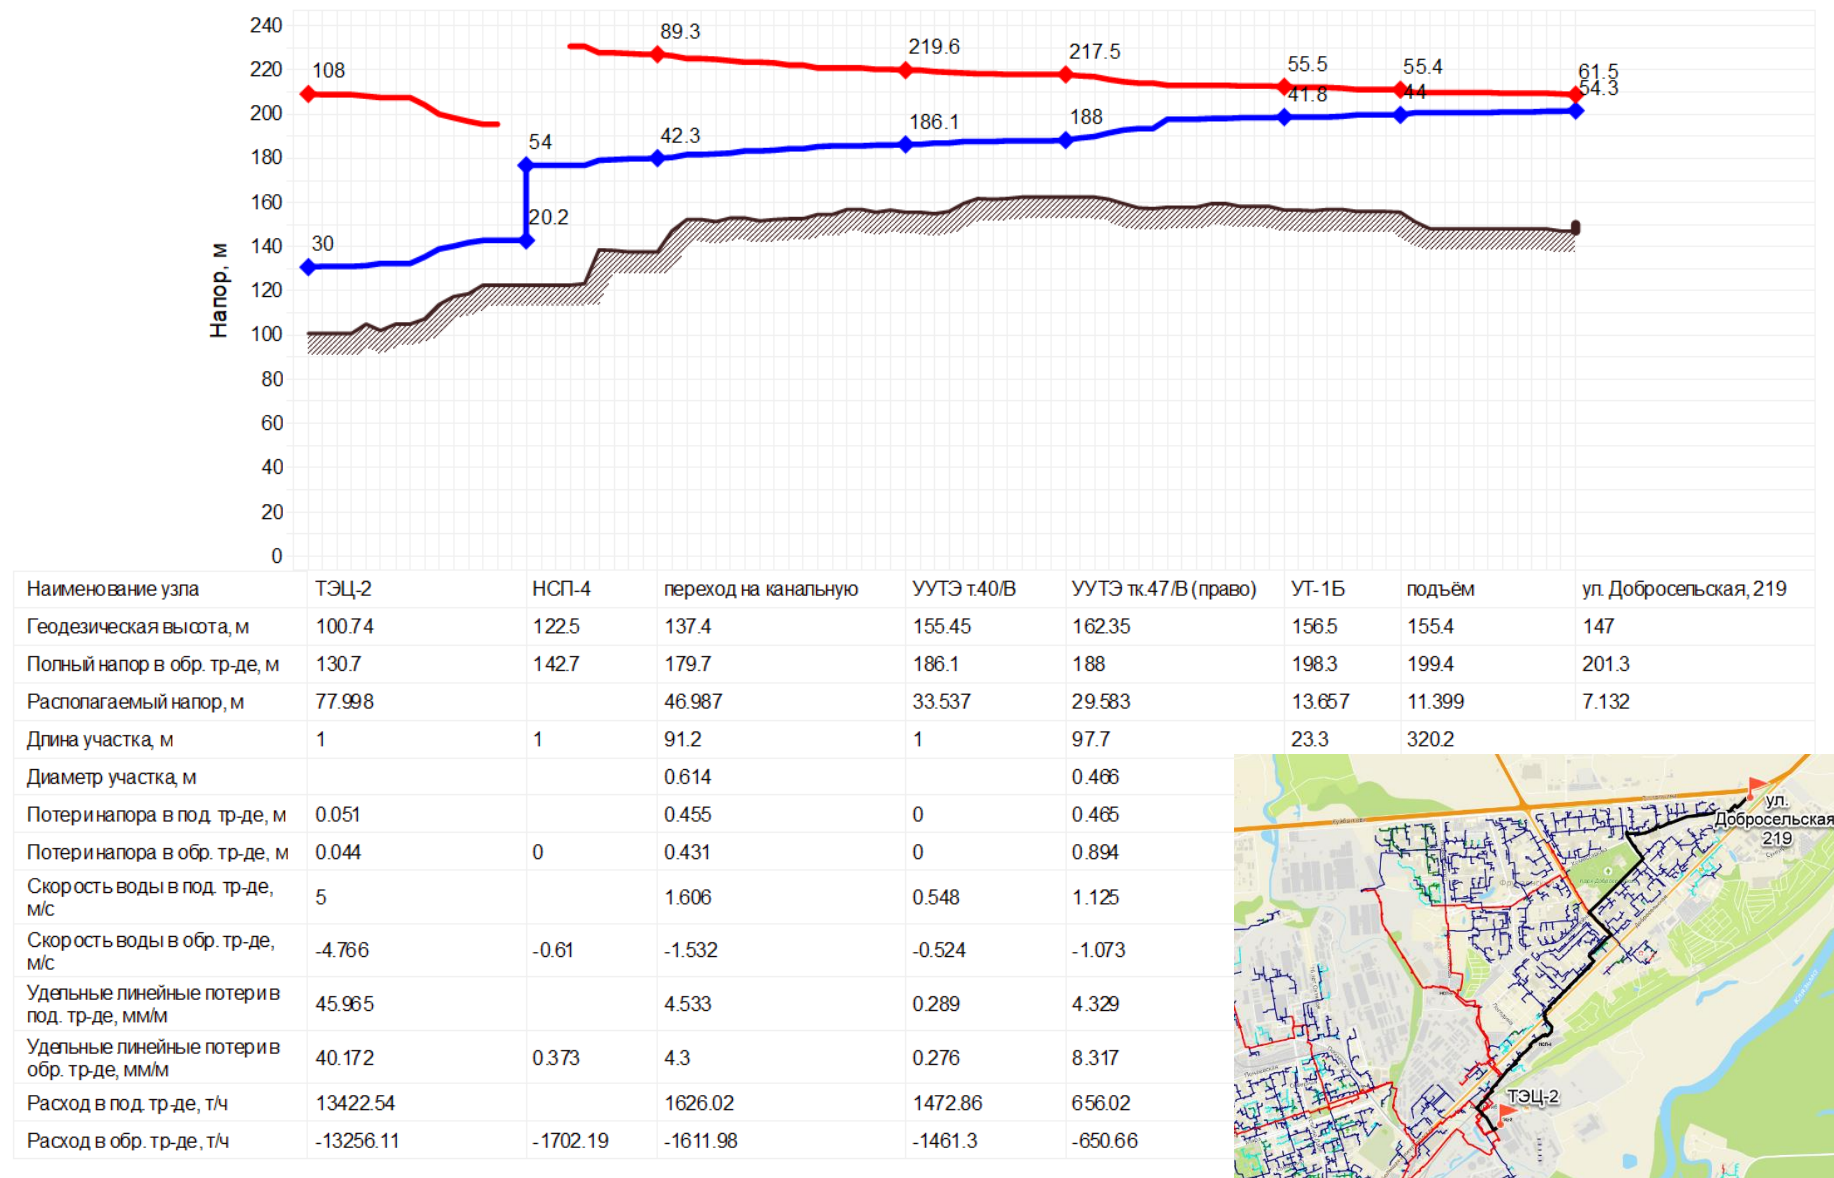 240
220
200
180
160
140
120
100
80
60
40
20
0
Напор, м
108
89.3
219.6
217.5
55.5
55.4
61.5
54.3
41.8
44
30
54
20.2
42.3
186.1
188
Наименование узла ТЭЦ-2 НСП-4 переход на канальную УУТЭ т.40/В УУТЭ тк.47/В (право) УТ-1Б подъём ул. Добросельская, 219
Геодезическая высота, м 100.74 122.5 137.4 155.45 162.35 156.5 155.4 147
Полный напор в обр. тр-де, м 130.7 142.7 179.7 186.1 188 198.3 199.4 201.3
Располагаемый напор, м 77.998 46.987 33.537 29.583 13.657 11.399 7.132
Длина участка, м 1 1 91.2 1 97.7 23.3 320.2
Диаметр участка, м 0.614 0.466
Потери напора в под. тр-де, м 0.051 0.455 0 0.465
Потери напора в обр. тр-де, м 0.044 0 0.431 0 0.894
Скорость воды в под. тр-де,
м/с
5 1.606 0.548 1.125
Скорость воды в обр. тр-де,
м/с
-4.766 -0.61 -1.532 -0.524 -1.073
Удельные линейные потери в
под. тр-де, мм/м
45.965 4.533 0.289 4.329
Удельные линейные потери в
обр. тр-де, мм/м
40.172 0.373 4.3 0.276 8.317
Расход в под. тр-де, т/ч 13422.54 1626.02 1472.86 656.02
Расход в обр. тр-де, т/ч -13256.11 -1702.19 -1611.98 -1461.3 -650.66
ул.
Добросельская
219
ТЭЦ-2